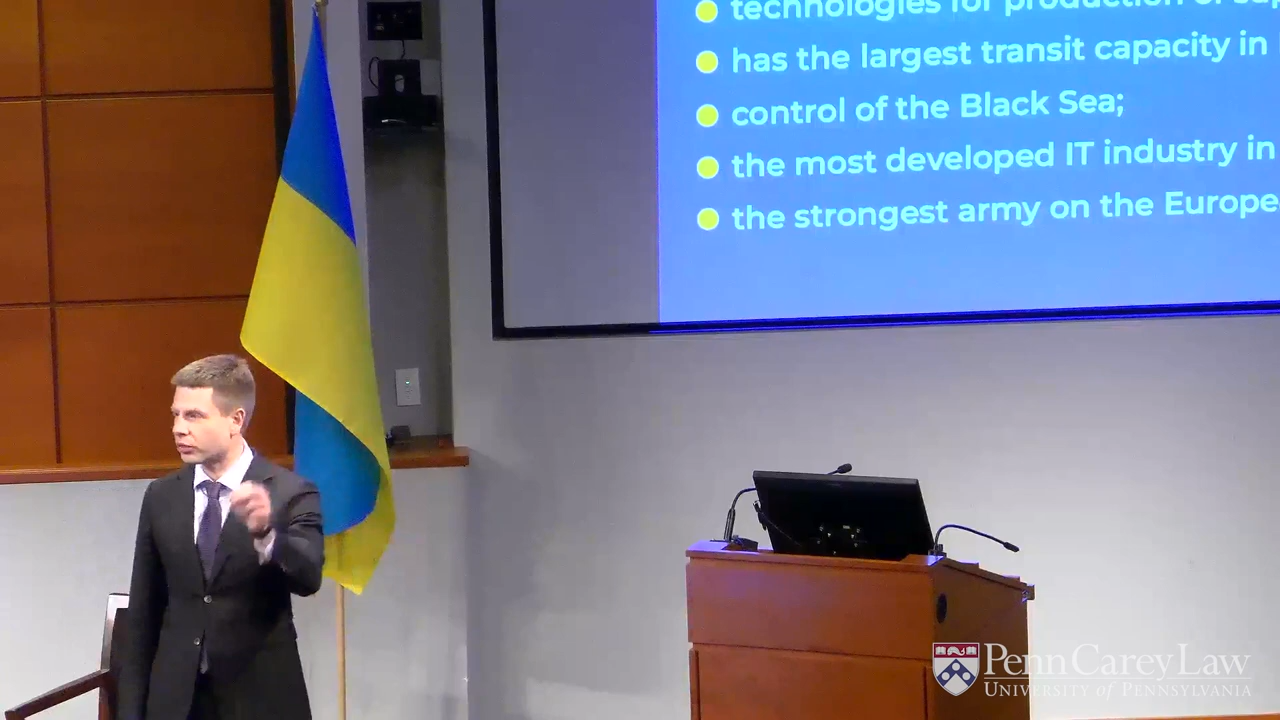 technologies for production of
has the largest transit capacity in
control of the Black Sea;
the most developed IT industry in
the strongest army on the Europe
Penn Carey Law
University of Pennsylvania